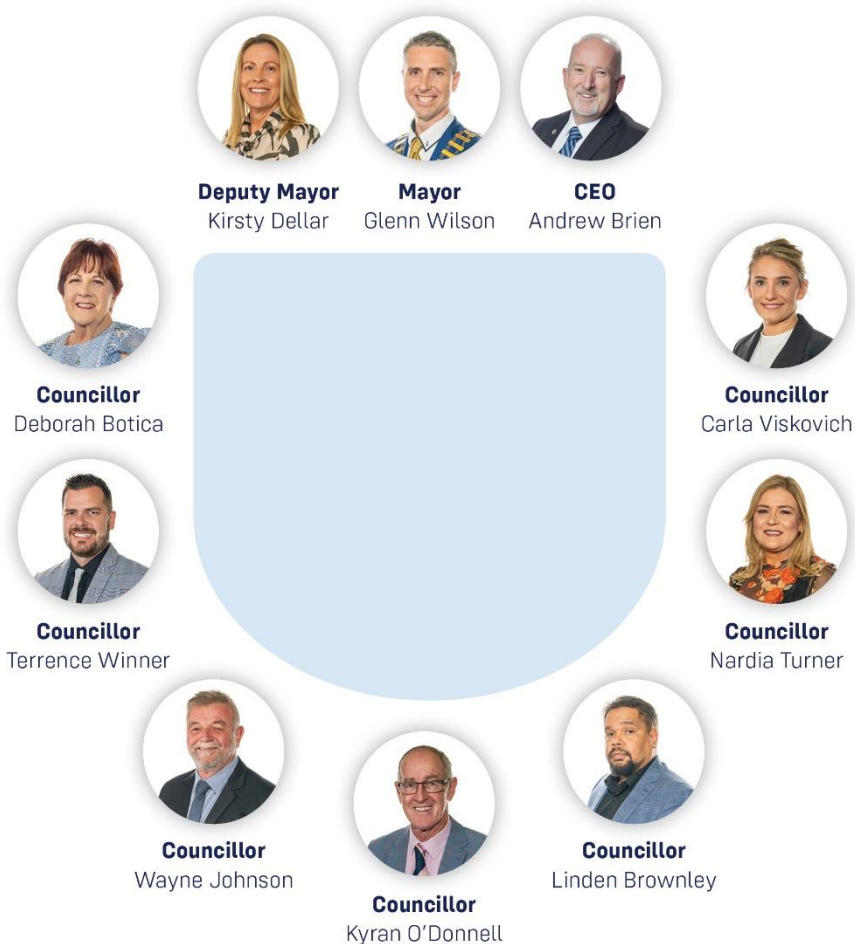 Deputy Mayor
Kirsty Dellar
Mayor
Glenn Wilson
CEO
Andrew Brien
Councillor
Deborah Botica
Councillor
Carla Viskovich
Councillor
Terrence Winner
Councillor
Nardia Turner
Councillor
Wayne Johnson
Councillor
Linden Brownley
Councillor
Kyran O'Donnell